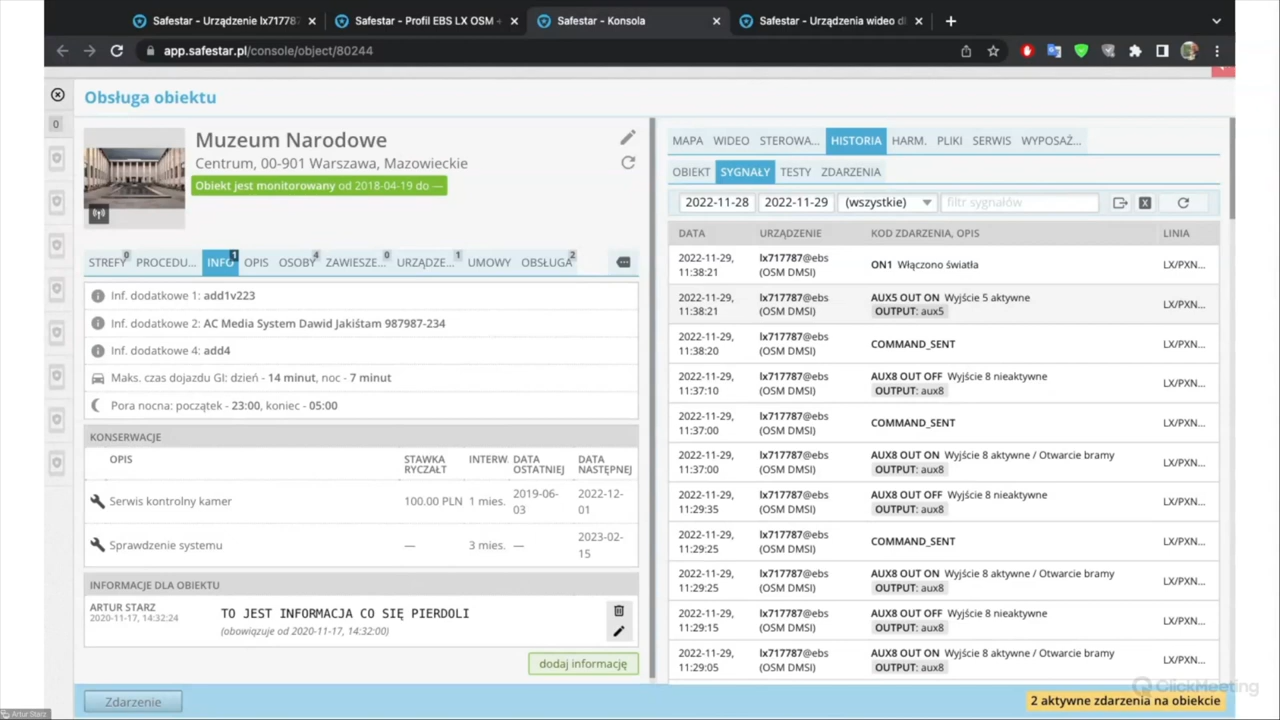 Safestar - Urządzenie lx71778
Safestar - Profil EBS LX OSM
Safestar - Konsola
Safestar - Urządzenia wideo d
app.safestar.pl/console/object/80244
0
Obsługa obiektu
Muzeum Narodowe
Centrum, 00-901 Warszawa, Mazowieckie
Obiekt jest monitorowany od 2018-04-19 do —
STREFY 0 PROCEDU... INFO 1 OPIS OSOBY 4 ZAWIESZE... 0 URZĄDZE... 1 UMOWY OBSŁUGA 2
Inf. dodatkowe 1: add1v223
Inf. dodatkowe 2: AC Media System Dawid Jakiśtam 987987-234
Inf. dodatkowe 4: add4
Maks. czas dojazdu GI: dzień - 14 minut, noc - 7 minut
Pora nocna: początek - 23:00, koniec - 05:00
KONSERWACJE
OPIS STAWKA RYCZAŁT INTERW. DATA OSTATNIEJ DATA NASTĘPNEJ
Serwis kontrolny kamer 100.00 PLN 1 mies. 2019-06-03 2022-12-01
Sprawdzenie systemu — 3 mies. — 2023-02-15
INFORMACJE DLA OBIEKTU
ARTUR STARZ
2020-11-17, 14:32:24
TO JEST INFORMACJA CO SIĘ PIERDOLI
(obowiązuje od 2020-11-17, 14:32:00)
dodaj informację
Zdarzenie
MAPA WIDEO STEROWA... HISTORIA HARM. PLIKI SERWIS WYPOSAŻ...
OBIEKT SYGNAŁY TESTY ZDARZENIA
2022-11-28 2022-11-29 (wszystkie) filtr sygnałów
DATA URZĄDZENIE KOD ZDARZENIA, OPIS LINIA
2022-11-29, lx717787@ebs ON1 Włączono światła LX/PXN...
11:38:21 (OSM DMSI)
2022-11-29, lx717787@ebs AUX5 OUT ON Wyjście 5 aktywne LX/PXN...
11:38:21 (OSM DMSI) OUTPUT: aux5
2022-11-29, lx717787@ebs COMMAND_SENT LX/PXN...
11:38:20 (OSM DMSI)
2022-11-29, lx717787@ebs AUX8 OUT OFF Wyjście 8 nieaktywne LX/PXN...
11:37:10 (OSM DMSI) OUTPUT: aux8
2022-11-29, lx717787@ebs COMMAND_SENT LX/PXN...
11:37:00 (OSM DMSI)
2022-11-29, lx717787@ebs AUX8 OUT ON Wyjście 8 aktywne / Otwarcie bramy LX/PXN...
11:37:00 (OSM DMSI) OUTPUT: aux8
2022-11-29, lx717787@ebs AUX8 OUT OFF Wyjście 8 nieaktywne LX/PXN...
11:29:35 (OSM DMSI) OUTPUT: aux8
2022-11-29, lx717787@ebs COMMAND_SENT LX/PXN...
11:29:25 (OSM DMSI)
2022-11-29, lx717787@ebs AUX8 OUT ON Wyjście 8 aktywne / Otwarcie bramy LX/PXN...
11:29:25 (OSM DMSI) OUTPUT: aux8
2022-11-29, lx717787@ebs AUX8 OUT OFF Wyjście 8 nieaktywne LX/PXN...
11:29:15 (OSM DMSI) OUTPUT: aux8
2022-11-29, lx717787@ebs AUX8 OUT ON Wyjście 8 aktywne / Otwarcie bramy LX/PXN...
11:29:05 (OSM DMSI) OUTPUT: aux8
ClickMeeting
2 aktywne zdarzenia na obiekcie
Artur Starz